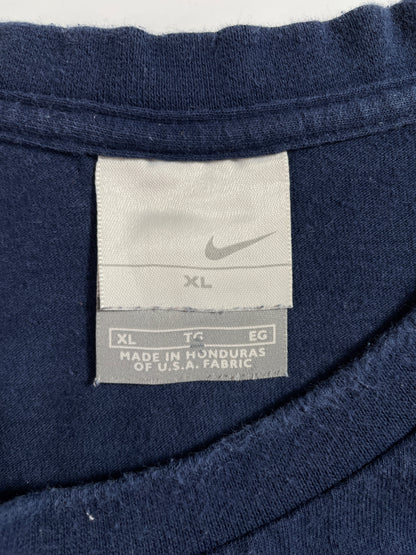 XL
XL TG EG
MADE IN HONDURAS
OF U.S.A. FABRIC